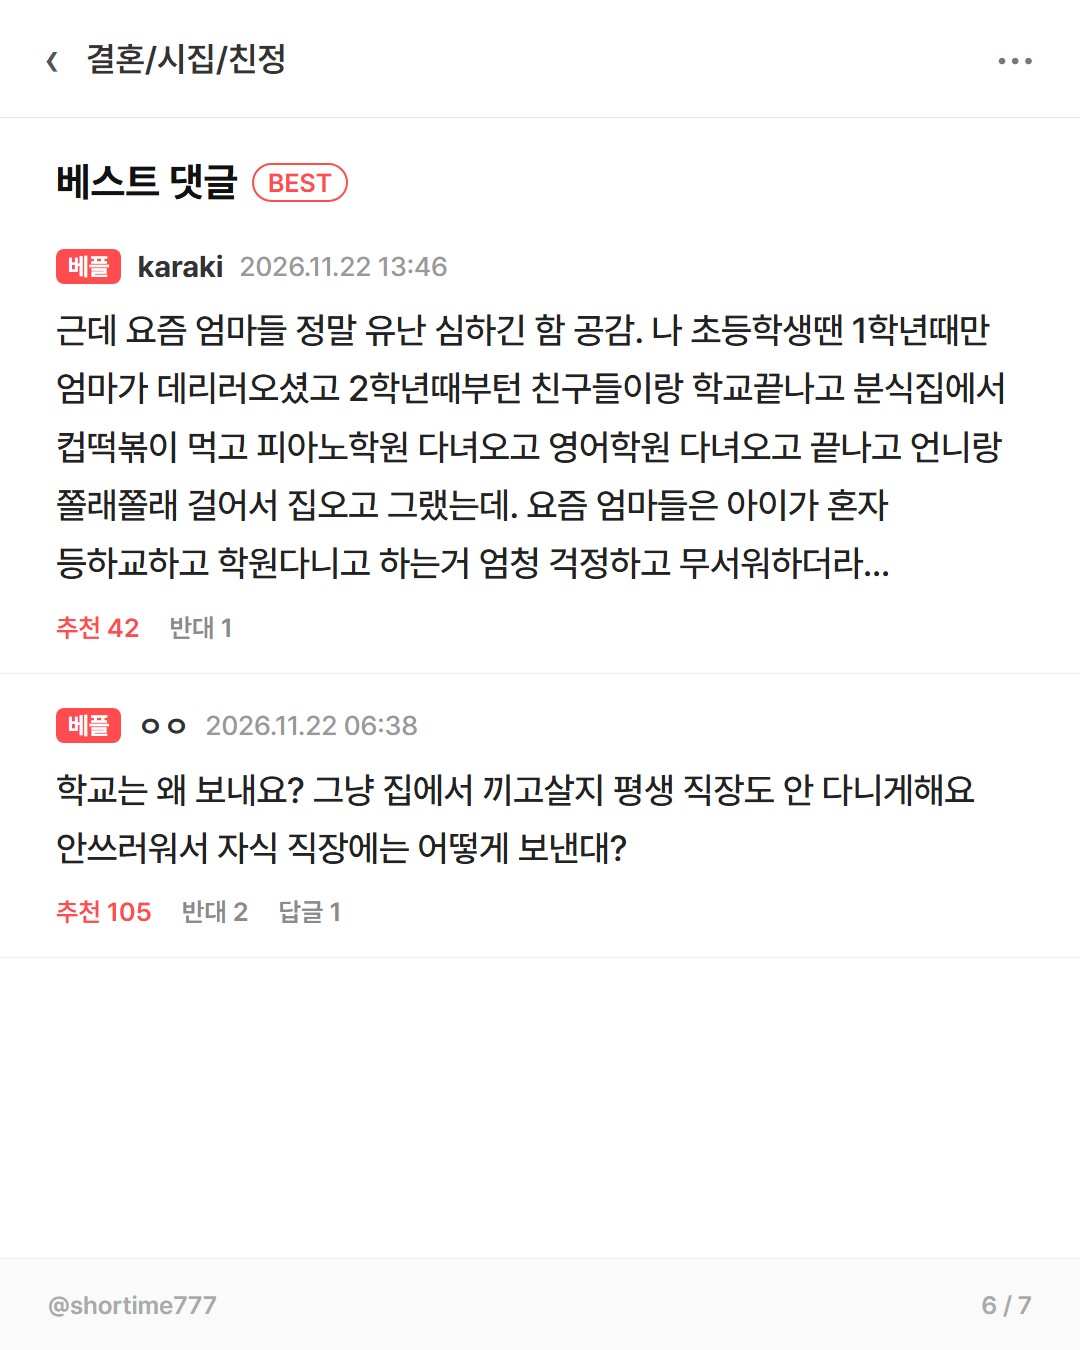 ‹ 결혼/시집/친정 •••
베스트 댓글 BEST
베플 karaki 2026.11.22 13:46
근데 요즘 엄마들 정말 유난 심하긴 함 공감. 나 초등학생땐 1학년때만
엄마가 데리러오셨고 2학년때부턴 친구들이랑 학교끝나고 분식집에서
컵떡볶이 먹고 피아노학원 다녀오고 영어학원 다녀오고 끝나고 언니랑
쫄래쫄래 걸어서 집오고 그랬는데. 요즘 엄마들은 아이가 혼자
등하교하고 학원다니고 하는거 엄청 걱정하고 무서워하더라...
추천 42 반대 1
베플 ㅇㅇ 2026.11.22 06:38
학교는 왜 보내요? 그냥 집에서 끼고살지 평생 직장도 안 다니게해요
안쓰러워서 자식 직장에는 어떻게 보낸대?
추천 105 반대 2 답글 1
@shortime777 6 / 7